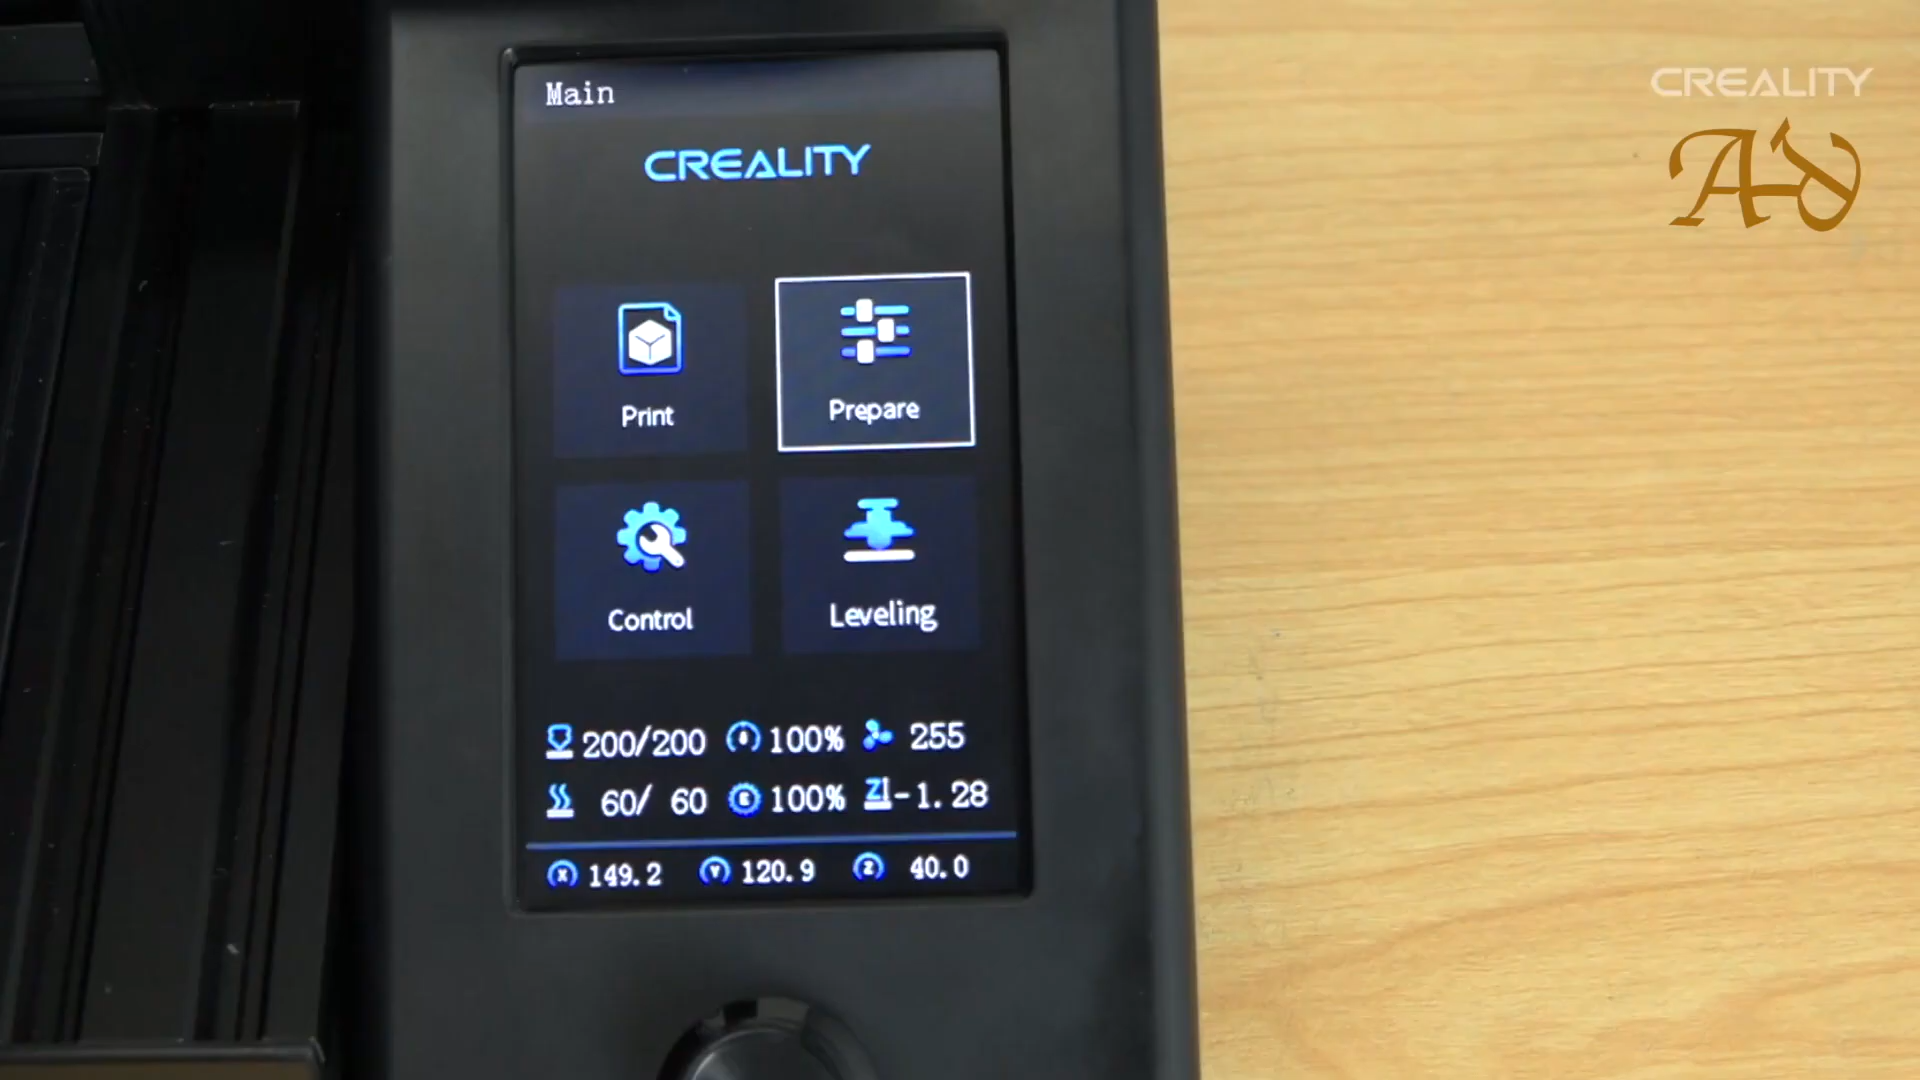 Main
CREALITY
Print
Prepare
Control
Leveling
200/200 100% 255
60/ 60 E 100% Z -1.28
X 149.2 Y 120.9 Z 40.0
CREALITY